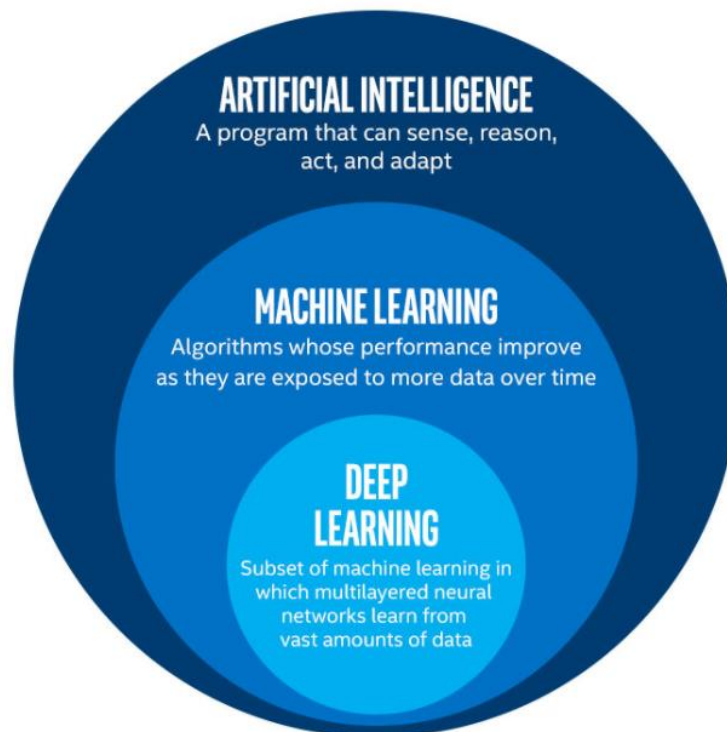 ARTIFICIAL INTELLIGENCE
A program that can sense, reason,
act, and adapt
MACHINE LEARNING
Algorithms whose performance improve
as they are exposed to more data over time
DEEP
LEARNING
Subset of machine learning in
which multilayered neural
networks learn from
vast amounts of data